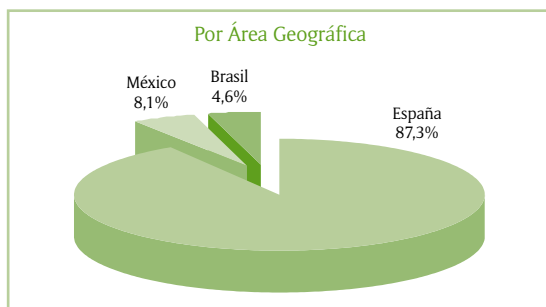 Por Área Geográfica
México
8,1%
Brasil
4,6%
España
87,3%